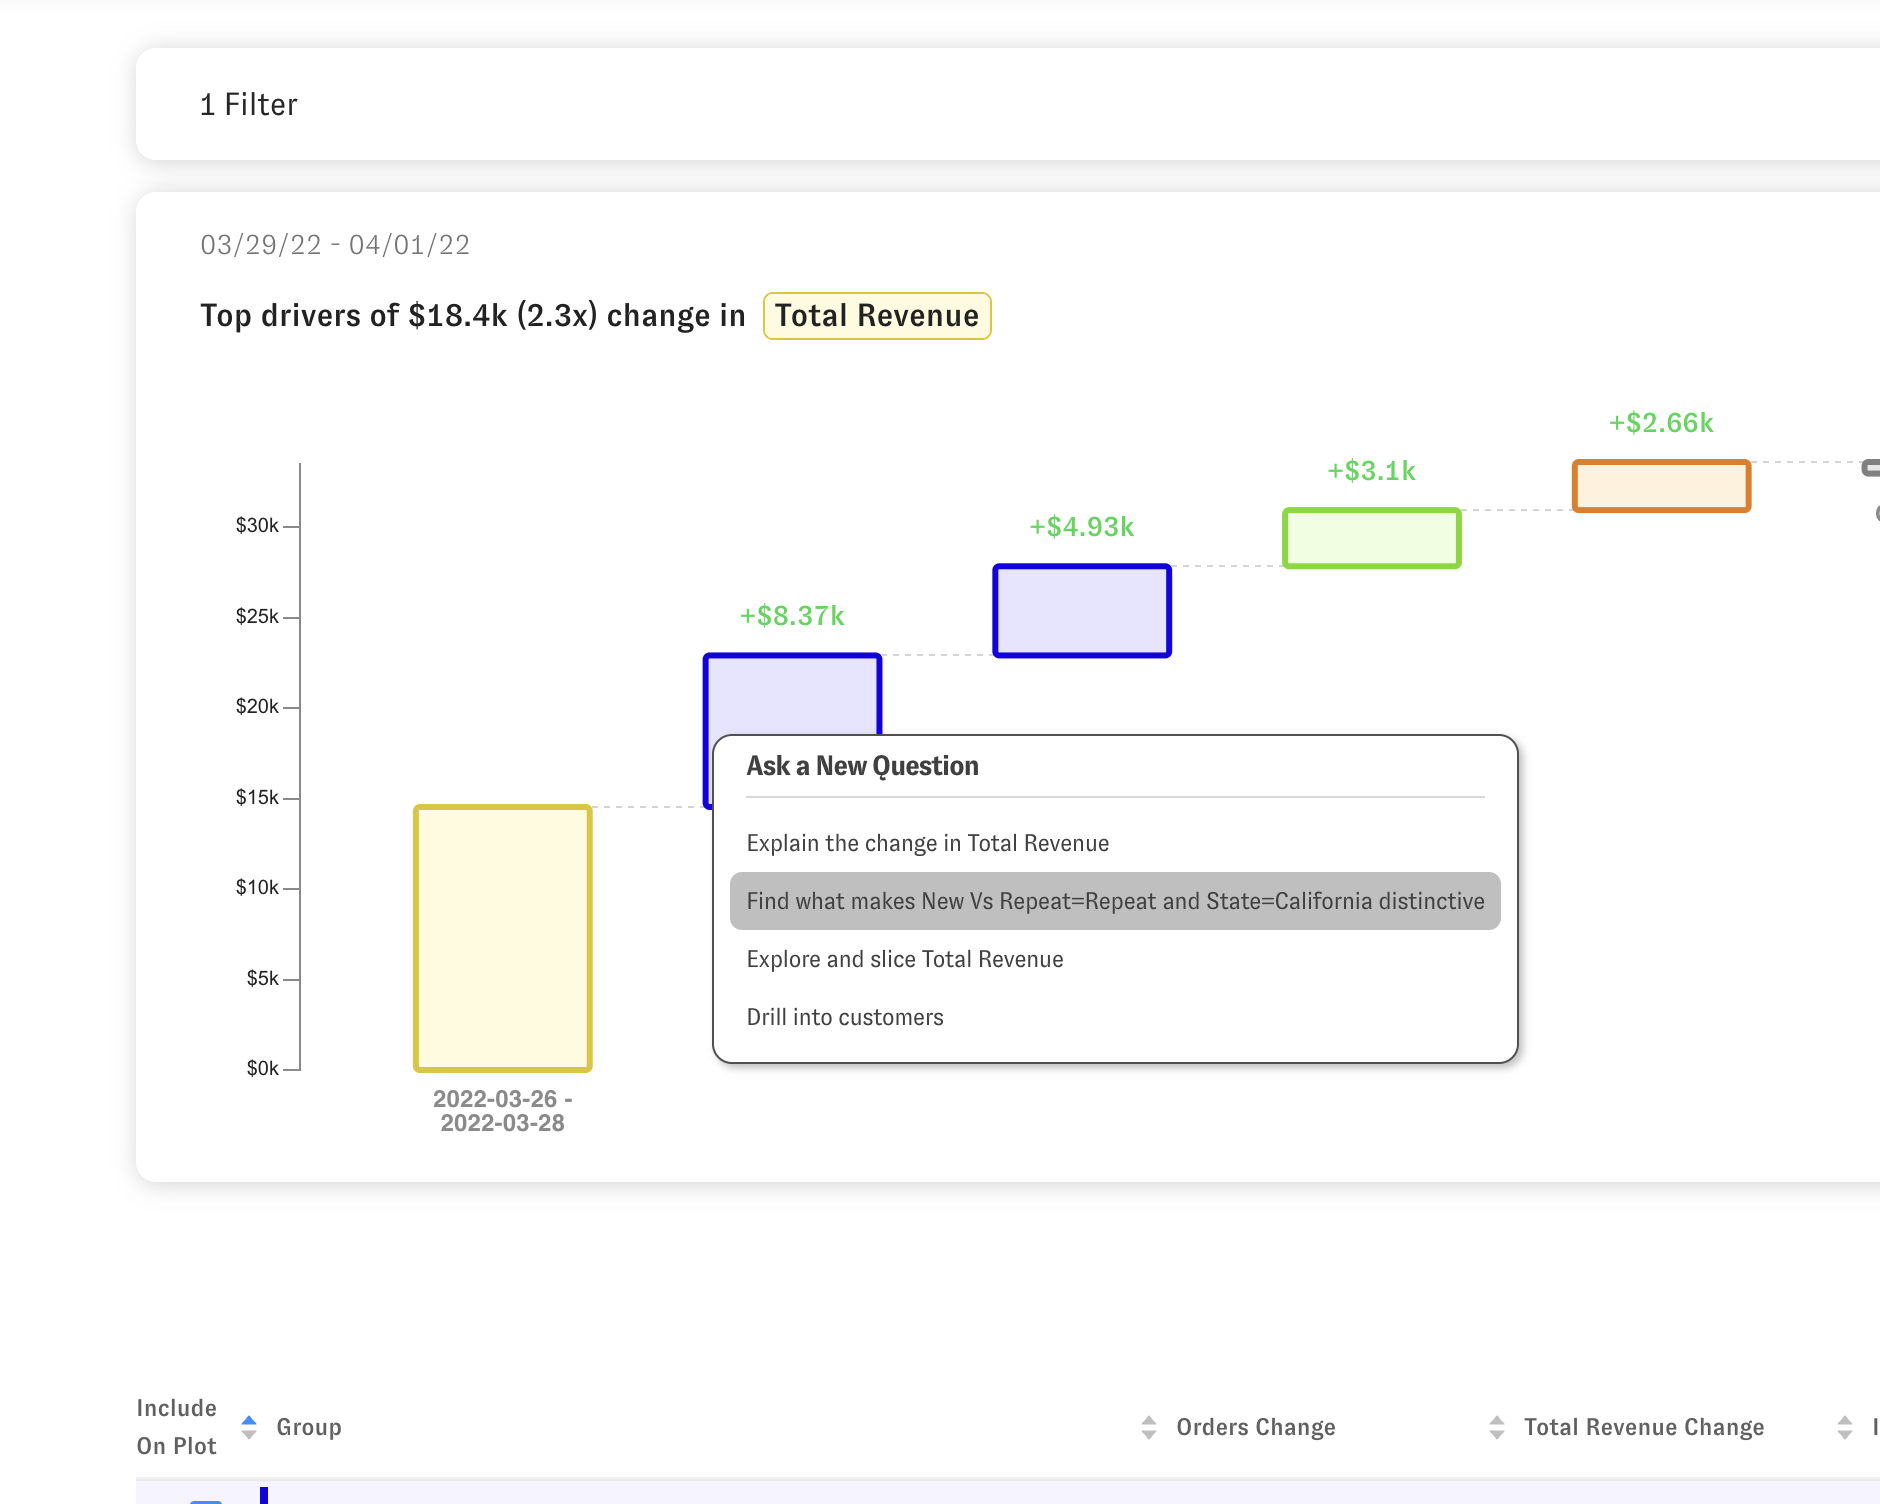 1 Filter
03/29/22 - 04/01/22
Top drivers of $18.4k (2.3x) change in Total Revenue
+$2.66k
+$3.1k
+$4.93k
+$8.37k
$30k
$25k
$20k
$15k
$10k
$5k
$0k
Ask a New Question
Explain the change in Total Revenue
Find what makes New Vs Repeat=Repeat and State=California distinctive
Explore and slice Total Revenue
Drill into customers
2022-03-26 -
2022-03-28
Include
On Plot
Group
Orders Change
Total Revenue Change